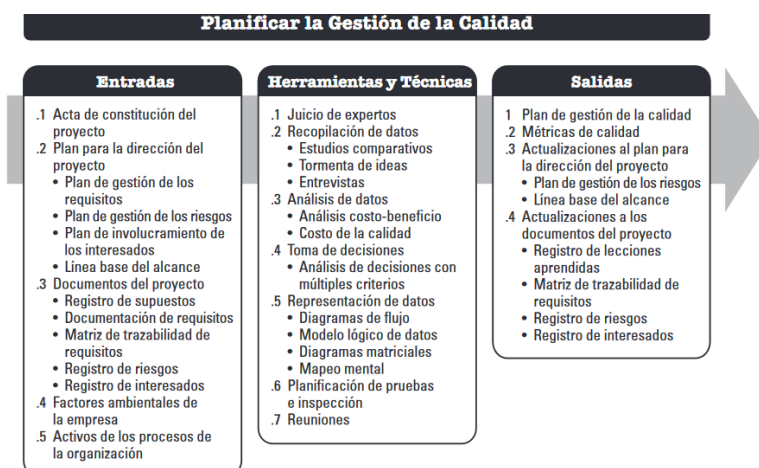 Planificar la Gestión de la Calidad
Entradas
.1 Acta de constitución del
proyecto
.2 Plan para la dirección del
proyecto
• Plan de gestión de los
requisitos
• Plan de gestión de los riesgos
• Plan de involucramiento de
los interesados
• Línea base del alcance
.3 Documentos del proyecto
• Registro de supuestos
• Documentación de requisitos
• Matriz de trazabilidad de
requisitos
• Registro de riesgos
• Registro de interesados
.4 Factores ambientales de
la empresa
.5 Activos de los procesos de
la organización
Herramientas y Técnicas
.1 Juicio de expertos
.2 Recopilación de datos
• Estudios comparativos
• Tormenta de ideas
• Entrevistas
.3 Análisis de datos
• Análisis costo-beneficio
• Costo de la calidad
.4 Toma de decisiones
• Análisis de decisiones con
múltiples criterios
.5 Representación de datos
• Diagramas de flujo
• Modelo lógico de datos
• Diagramas matriciales
• Mapeo mental
.6 Planificación de pruebas
e inspección
.7 Reuniones
Salidas
1 Plan de gestión de la calidad
.2 Métricas de calidad
.3 Actualizaciones al plan para
la dirección del proyecto
• Plan de gestión de los riesgos
• Línea base del alcance
.4 Actualizaciones a los
documentos del proyecto
• Registro de lecciones
aprendidas
• Matriz de trazabilidad de
requisitos
• Registro de riesgos
• Registro de interesados